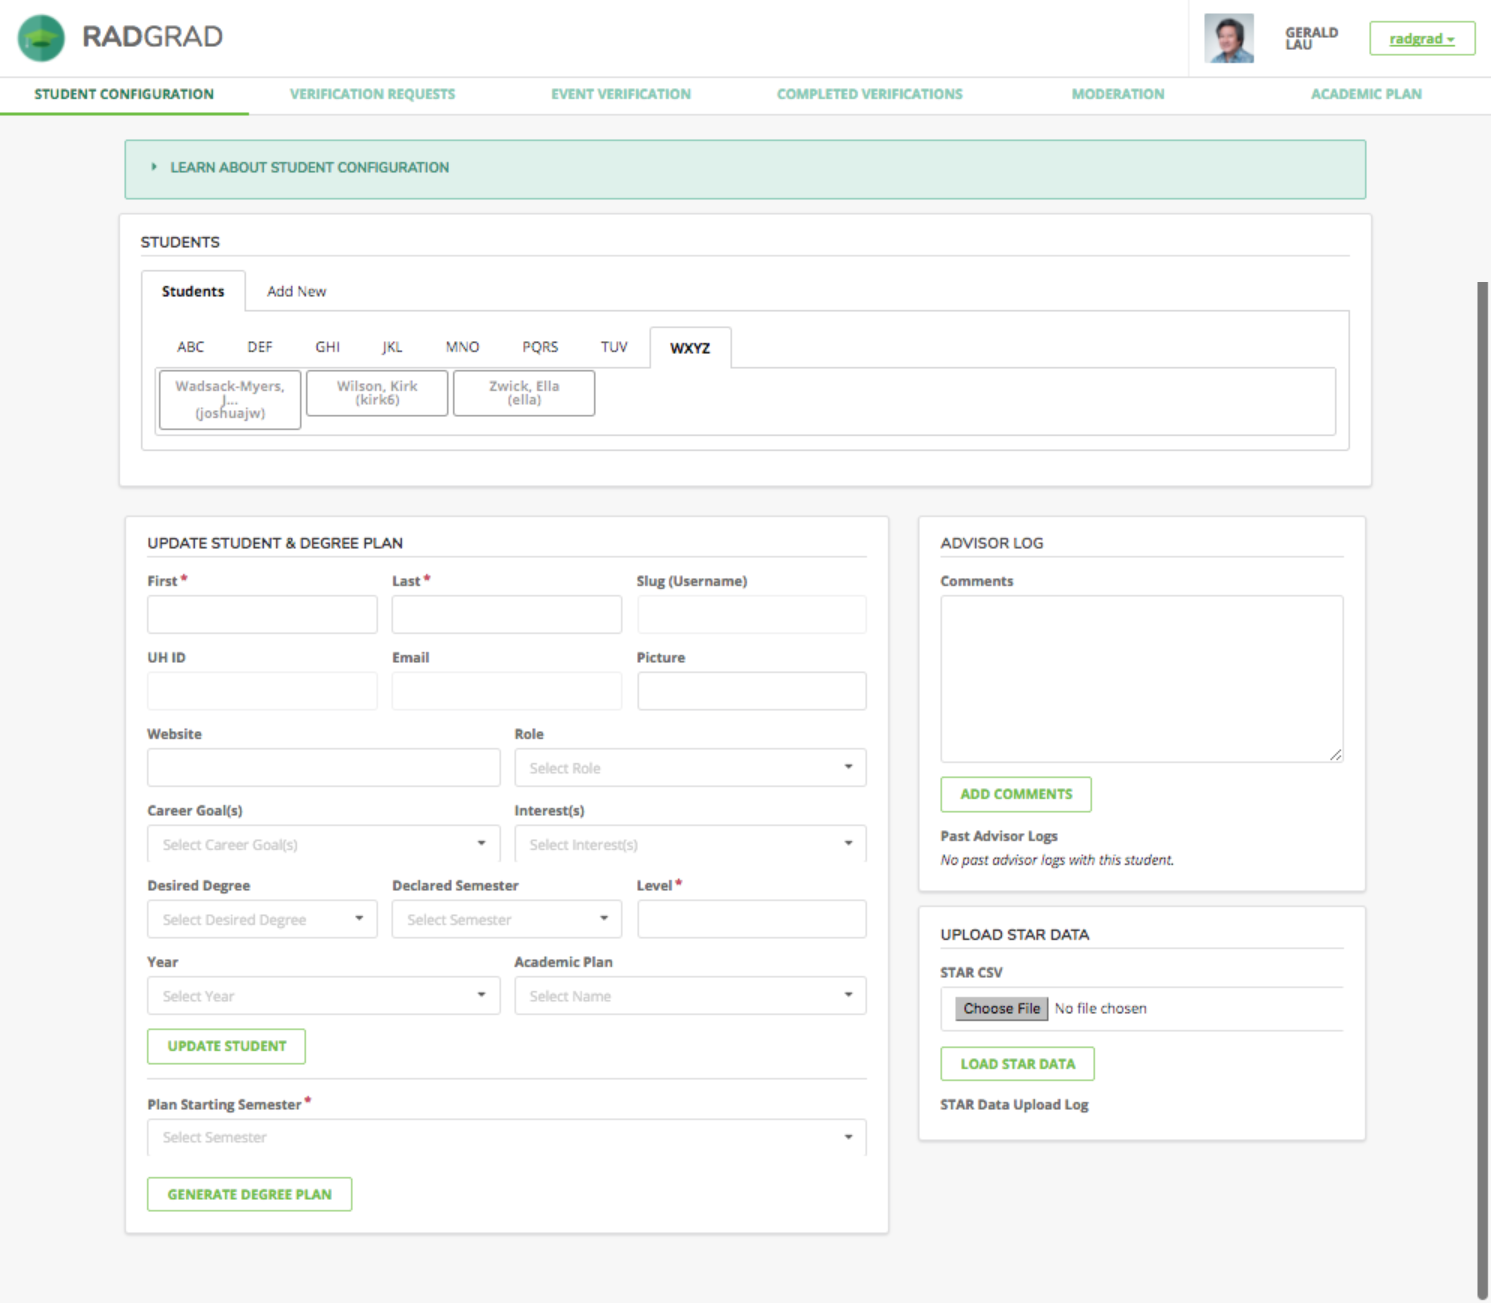 RADGRAD
GERALD
LAU
radgrad
STUDENT CONFIGURATION
VERIFICATION REQUESTS
EVENT VERIFICATION
COMPLETED VERIFICATIONS
MODERATION
ACADEMIC PLAN
LEARN ABOUT STUDENT CONFIGURATION
STUDENTS
Students
Add New
ABC
DEF
GHI
JKL
MNO
PQRS
TUV
WXYZ
Wadsack-Myers,
J...
(joshuajw)
Wilson, Kirk
(kirk6)
Zwick, Ella
(ella)
UPDATE STUDENT & DEGREE PLAN
First *
Last *
Slug (Username)
UH ID
Email
Picture
Website
Role
Select Role
Career Goal(s)
Interest(s)
Select Career Goal(s)
Select Interest(s)
Desired Degree
Declared Semester
Level *
Select Desired Degree
Select Semester
Year
Academic Plan
Select Year
Select Name
UPDATE STUDENT
Plan Starting Semester *
Select Semester
GENERATE DEGREE PLAN
ADVISOR LOG
Comments
ADD COMMENTS
Past Advisor Logs
No past advisor logs with this student.
UPLOAD STAR DATA
STAR CSV
Choose File No file chosen
LOAD STAR DATA
STAR Data Upload Log